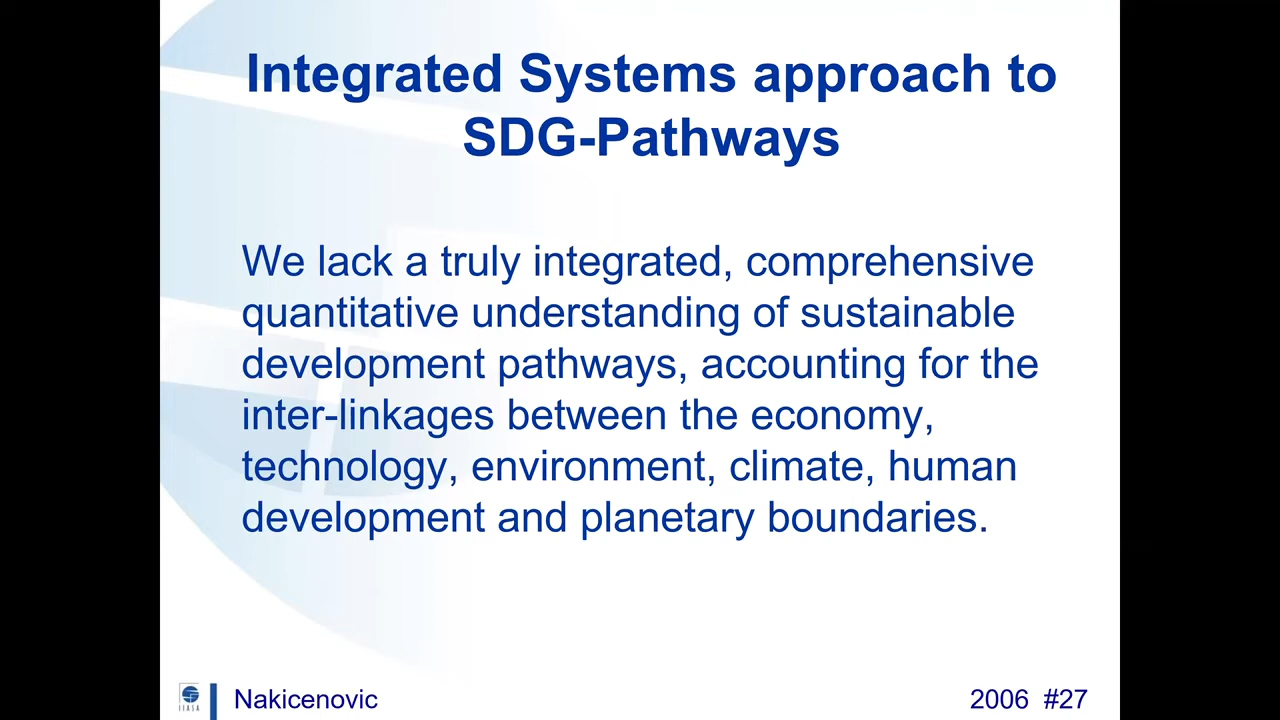 Integrated Systems approach to
SDG-Pathways
We lack a truly integrated, comprehensive
quantitative understanding of sustainable
development pathways, accounting for the
inter-linkages between the economy,
technology, environment, climate, human
development and planetary boundaries.
IIASA
Nakicenovic
2006 #27